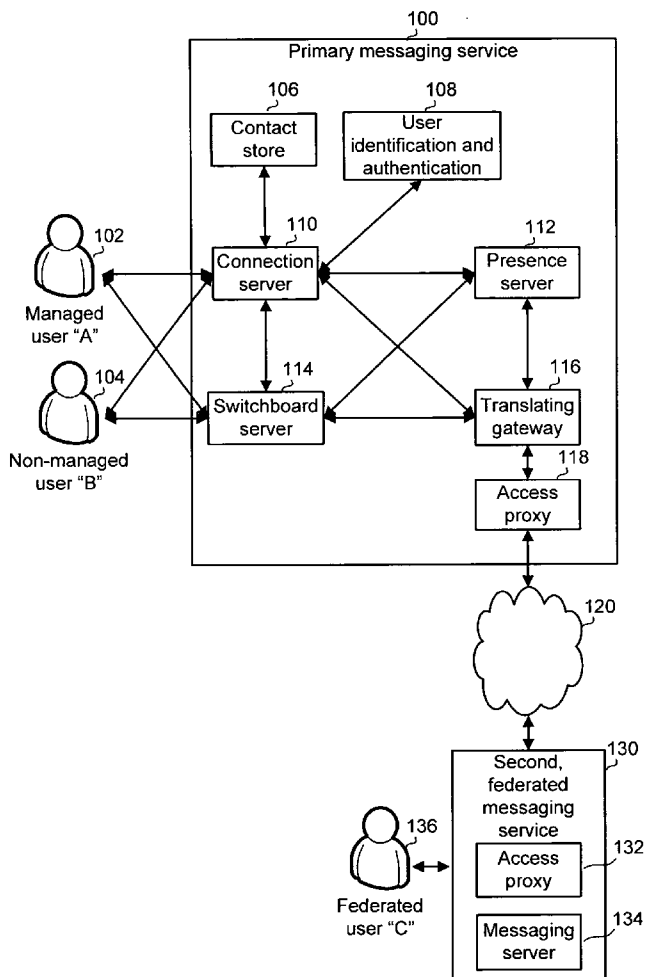 100
Primary messaging service
106
108
Contact
store
User
identification and
authentication
102
110
112
Connection
server
Presence
server
Managed
user "A"
104
114
116
Switchboard
server
Translating
gateway
Non-managed
user "B"
118
Access
proxy
120
130
Second,
federated
messaging
service
136
132
Access
proxy
134
Federated
user "C"
Messaging
server